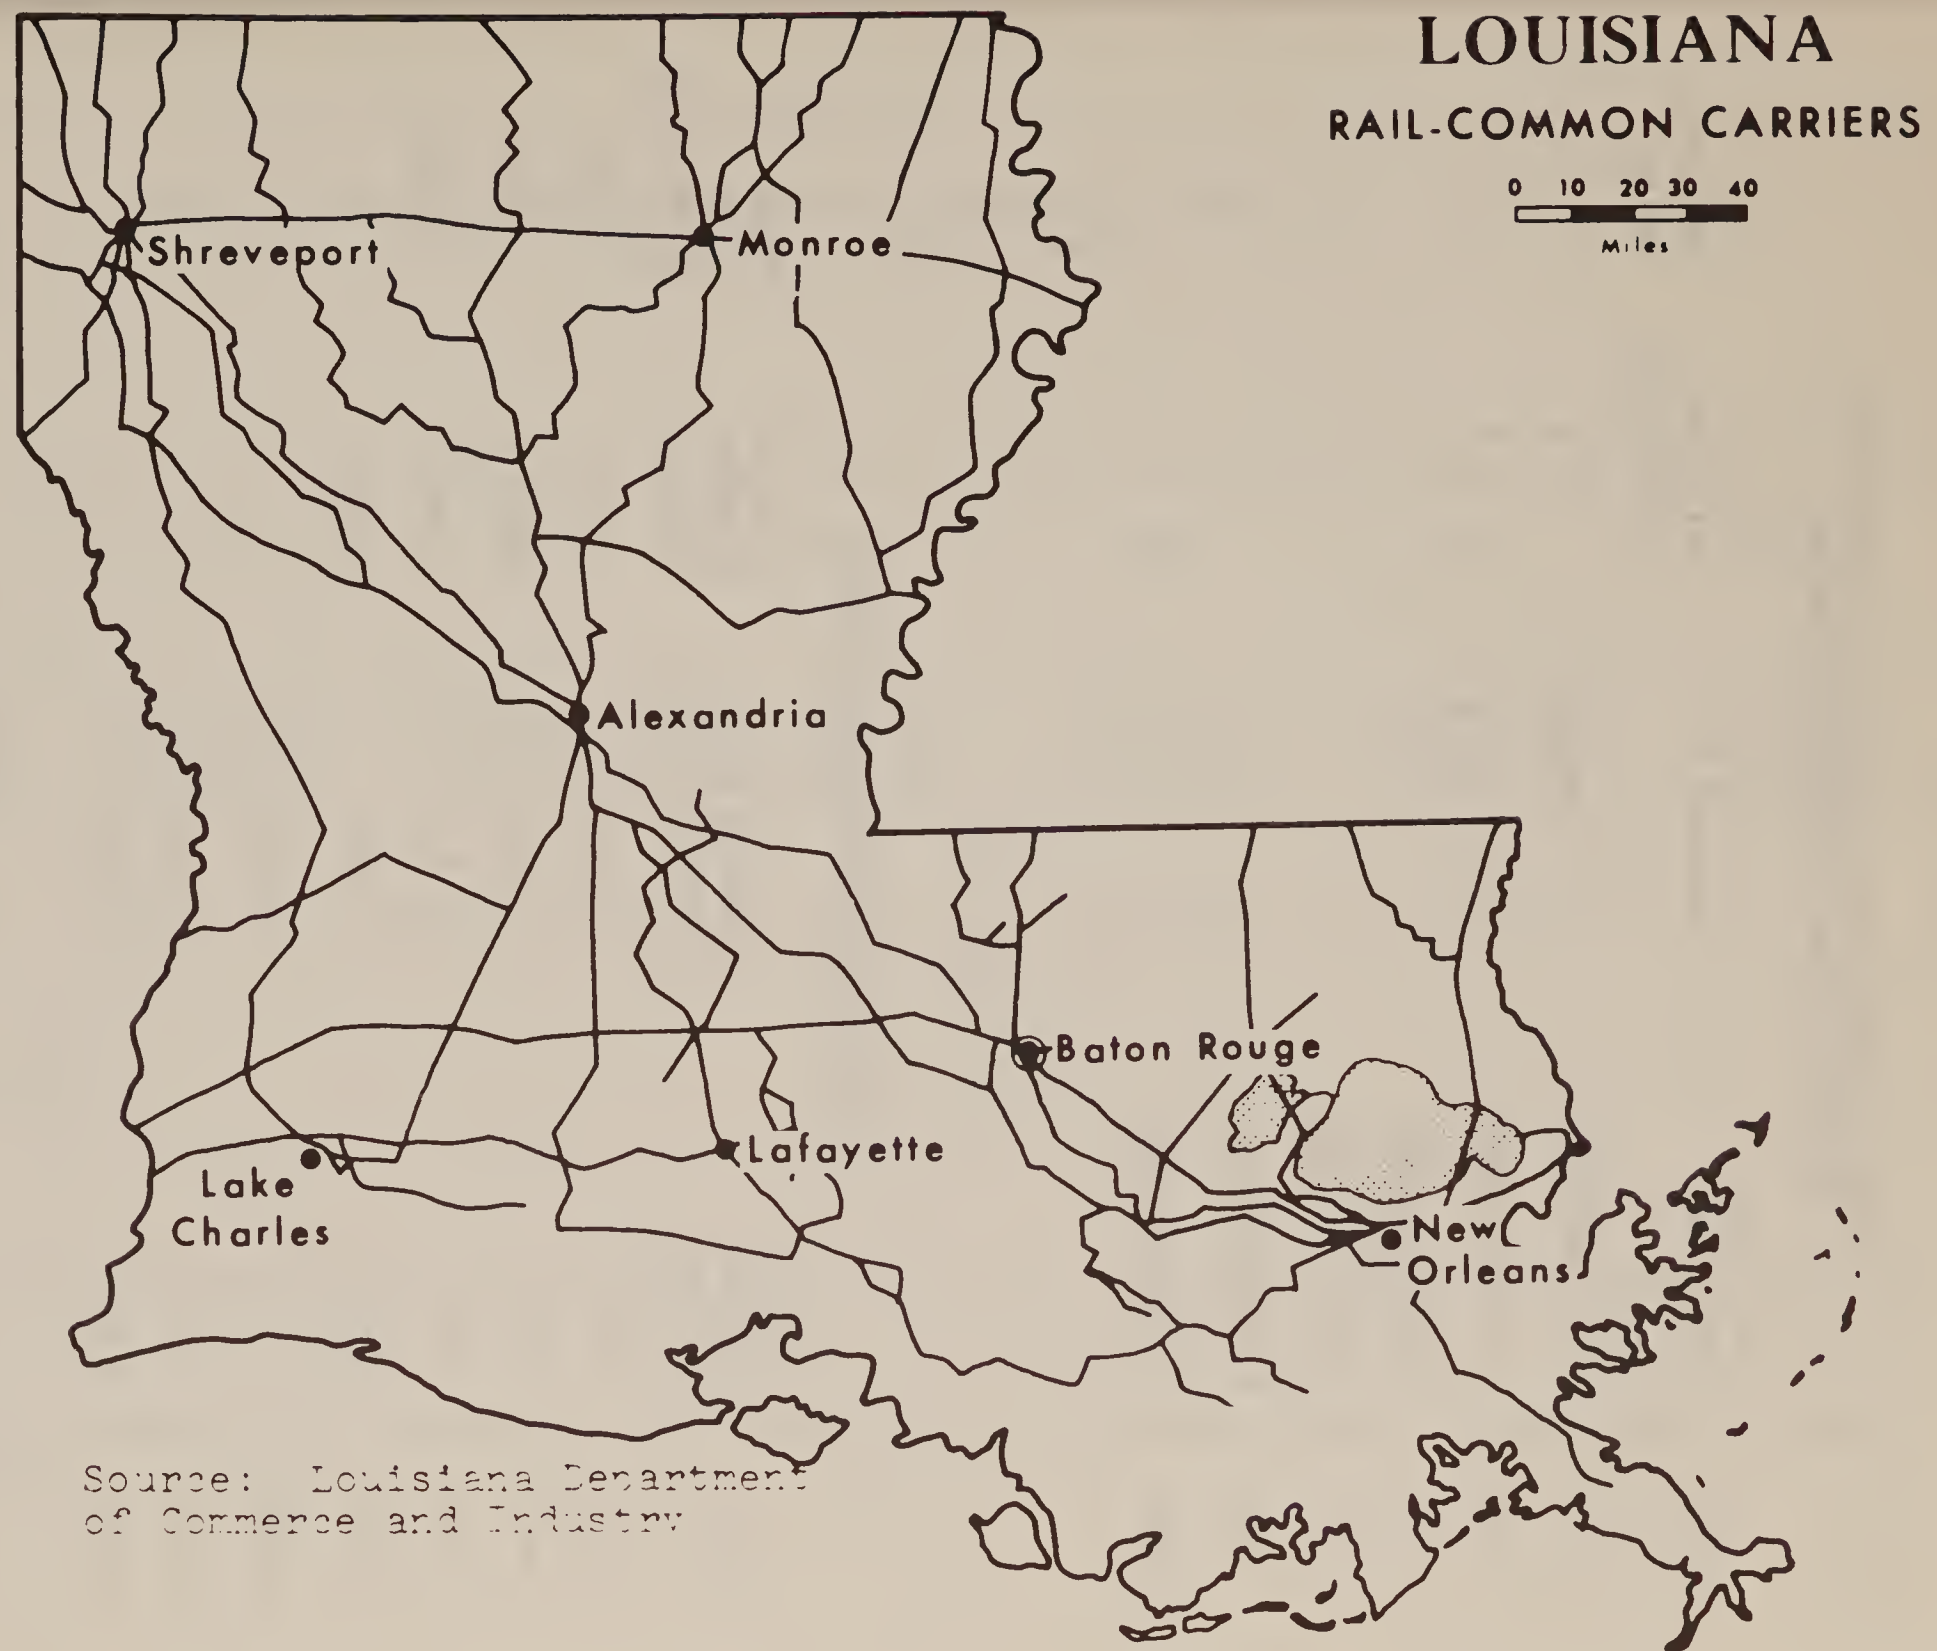 LOUISIANA
RAIL-COMMON CARRIERS
0 10 20 30 40
Miles
Shreveport
Monroe
Alexandria
Baton Rouge
Lafayette
Lake
Charles
New
Orleans
Source: Louisiana Department
of Commerce and Industry